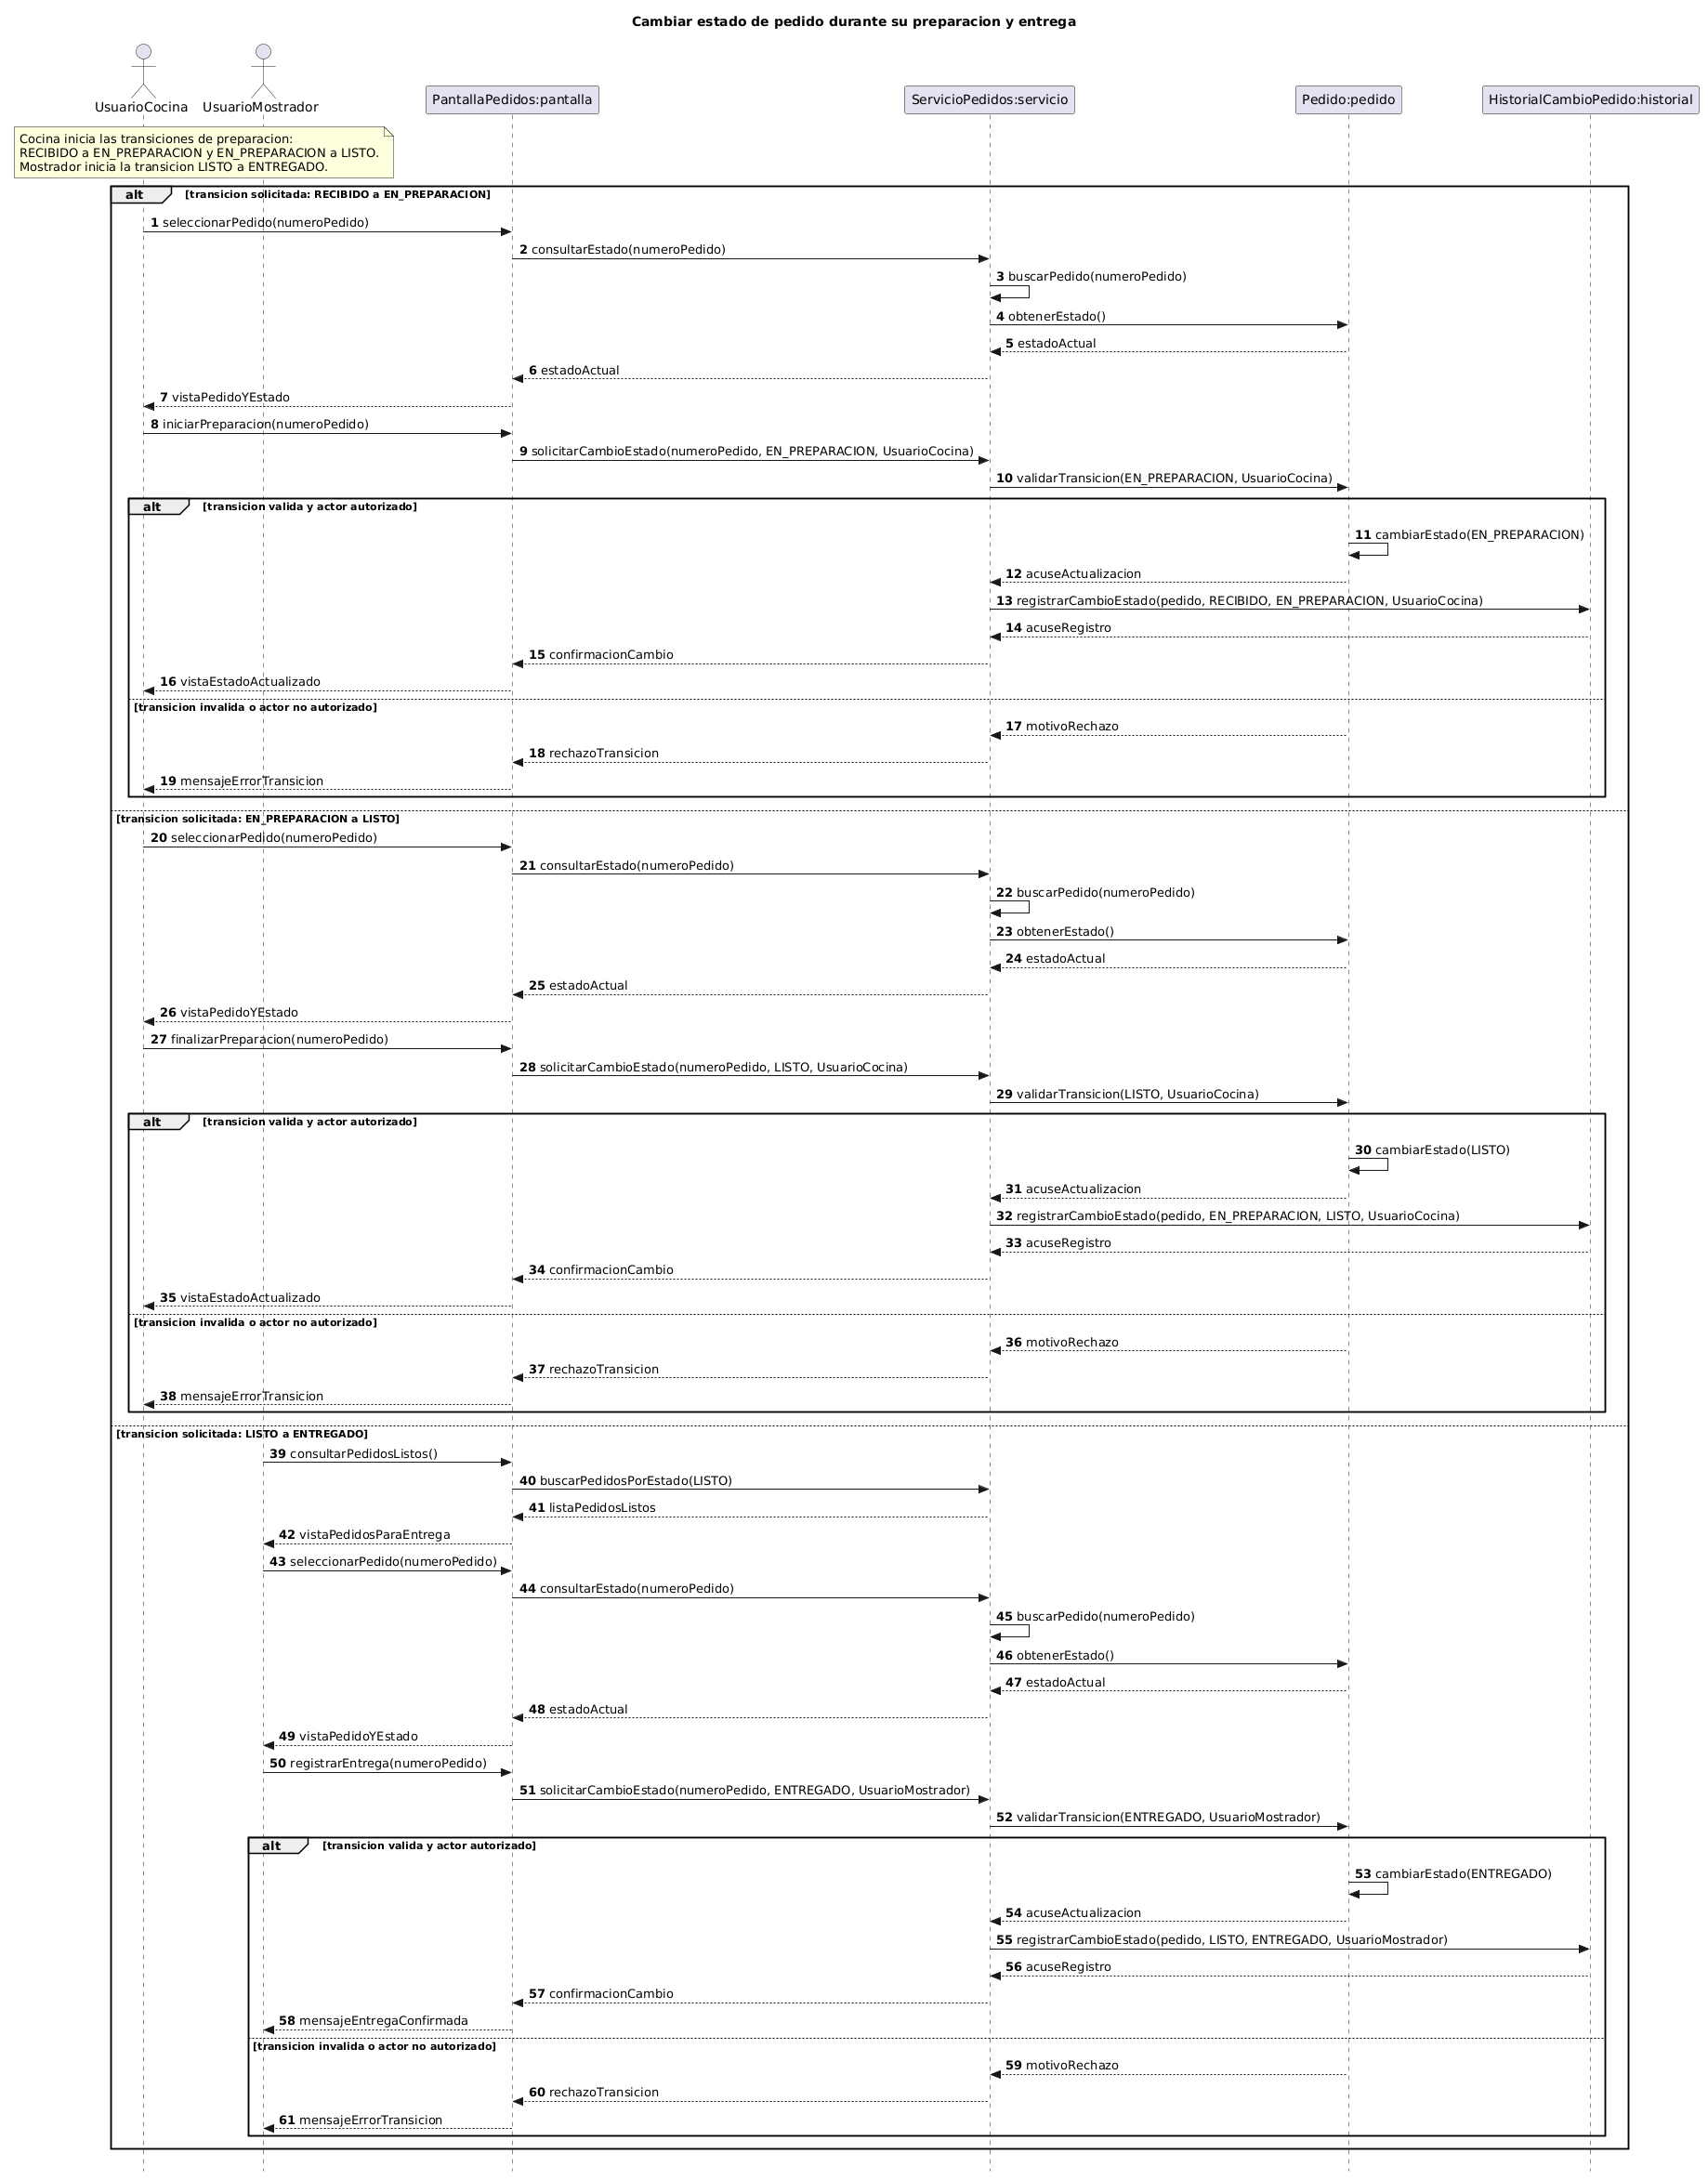 Cambiar estado de pedido durante su preparacion y entrega
UsuarioCocina
UsuarioMostrador
PantallaPedidos:pantalla
ServicioPedidos:servicio
Pedido:pedido
HistorialCambioPedido:historial
Cocina inicia las transiciones de preparacion:
RECIBIDO a EN_PREPARACION y EN_PREPARACION a LISTO.
Mostrador inicia la transicion LISTO a ENTREGADO.
alt [transicion solicitada: RECIBIDO a EN_PREPARACION]
1 seleccionarPedido(numeroPedido)
2 consultarEstado(numeroPedido)
3 buscarPedido(numeroPedido)
4 obtenerEstado()
5 estadoActual
6 estadoActual
7 vistaPedidoYEstado
8 iniciarPreparacion(numeroPedido)
9 solicitarCambioEstado(numeroPedido, EN_PREPARACION, UsuarioCocina)
10 validarTransicion(EN_PREPARACION, UsuarioCocina)
alt [transicion valida y actor autorizado]
11 cambiarEstado(EN_PREPARACION)
12 acuseActualizacion
13 registrarCambioEstado(pedido, RECIBIDO, EN_PREPARACION, UsuarioCocina)
14 acuseRegistro
15 confirmacionCambio
16 vistaEstadoActualizado
[transicion invalida o actor no autorizado]
17 motivoRechazo
18 rechazoTransicion
19 mensajeErrorTransicion
[transicion solicitada: EN_PREPARACION a LISTO]
20 seleccionarPedido(numeroPedido)
21 consultarEstado(numeroPedido)
22 buscarPedido(numeroPedido)
23 obtenerEstado()
24 estadoActual
25 estadoActual
26 vistaPedidoYEstado
27 finalizarPreparacion(numeroPedido)
28 solicitarCambioEstado(numeroPedido, LISTO, UsuarioCocina)
29 validarTransicion(LISTO, UsuarioCocina)
alt [transicion valida y actor autorizado]
30 cambiarEstado(LISTO)
31 acuseActualizacion
32 registrarCambioEstado(pedido, EN_PREPARACION, LISTO, UsuarioCocina)
33 acuseRegistro
34 confirmacionCambio
35 vistaEstadoActualizado
[transicion invalida o actor no autorizado]
36 motivoRechazo
37 rechazoTransicion
38 mensajeErrorTransicion
[transicion solicitada: LISTO a ENTREGADO]
39 consultarPedidosListos()
40 buscarPedidosPorEstado(LISTO)
41 listaPedidosListos
42 vistaPedidosParaEntrega
43 seleccionarPedido(numeroPedido)
44 consultarEstado(numeroPedido)
45 buscarPedido(numeroPedido)
46 obtenerEstado()
47 estadoActual
48 estadoActual
49 vistaPedidoYEstado
50 registrarEntrega(numeroPedido)
51 solicitarCambioEstado(numeroPedido, ENTREGADO, UsuarioMostrador)
52 validarTransicion(ENTREGADO, UsuarioMostrador)
alt [transicion valida y actor autorizado]
53 cambiarEstado(ENTREGADO)
54 acuseActualizacion
55 registrarCambioEstado(pedido, LISTO, ENTREGADO, UsuarioMostrador)
56 acuseRegistro
57 confirmacionCambio
58 mensajeEntregaConfirmada
[transicion invalida o actor no autorizado]
59 motivoRechazo
60 rechazoTransicion
61 mensajeErrorTransicion